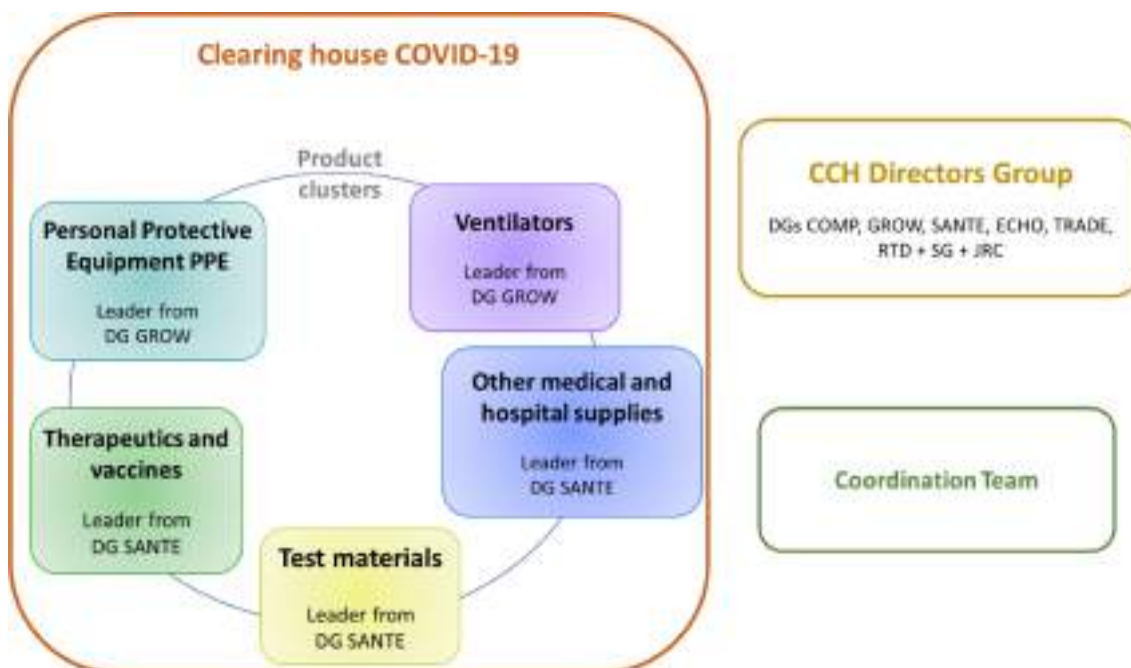 Clearing house COVID-19
Product
clusters
Personal Protective
Equipment PPE
Leader from
DG GROW
Ventilators
Leader from
DG GROW
Other medical and
hospital supplies
Leader from
DG SANTE
Therapeutics and
vaccines
Leader from
DG SANTE
Test materials
Leader from
DG SANTE
CCH Directors Group
DGs COMP, GROW, SANTE, ECHO, TRADE,
RTD + SG + JRC
Coordination Team